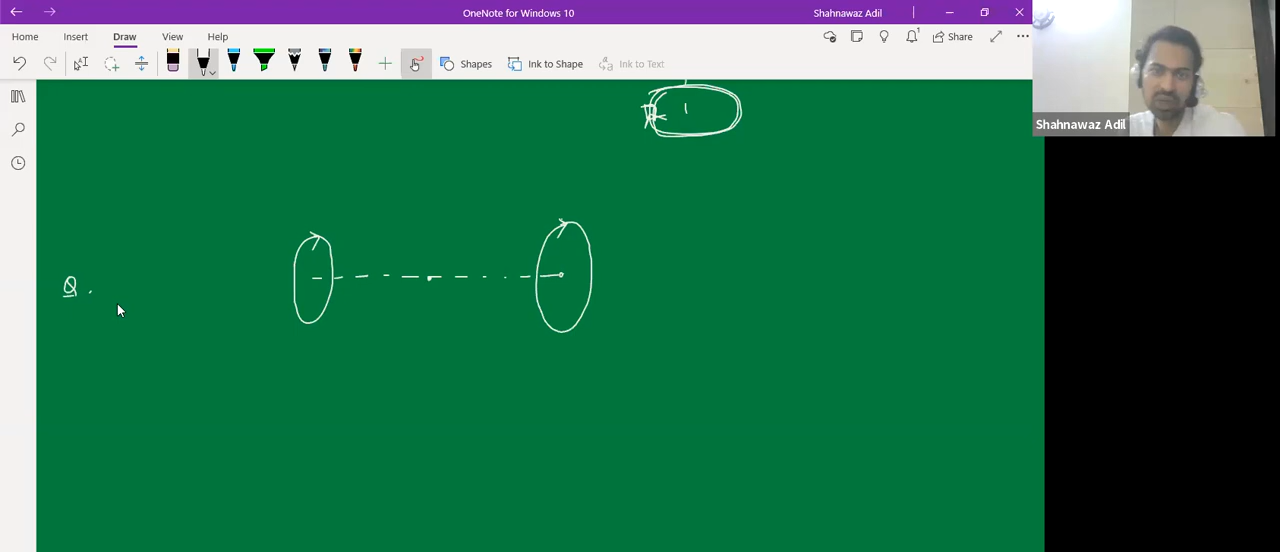 OneNote for Windows 10
Shahnawaz Adil
Home Insert Draw View Help
Share
Shapes
Ink to Shape
Ink to Text
Shahnawaz Adil
Q.